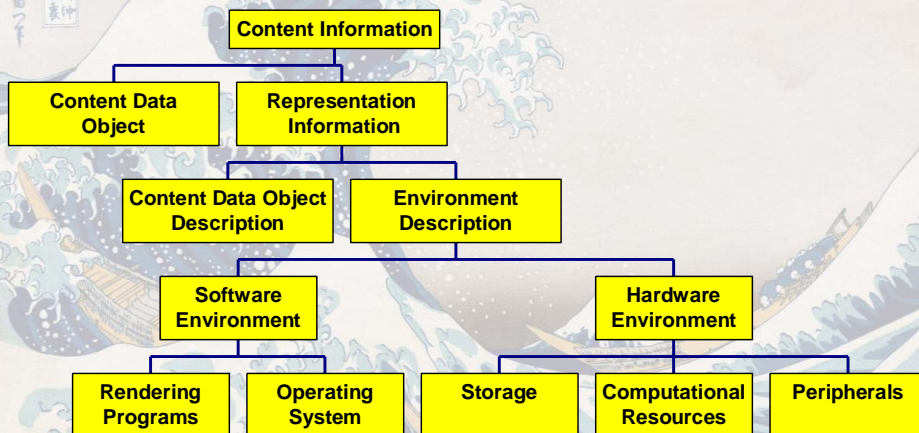 Content Information
Content Data
Object
Representation
Information
Content Data Object
Description
Environment
Description
Software
Environment
Hardware
Environment
Rendering
Programs
Operating
System
Storage
Computational
Resources
Peripherals